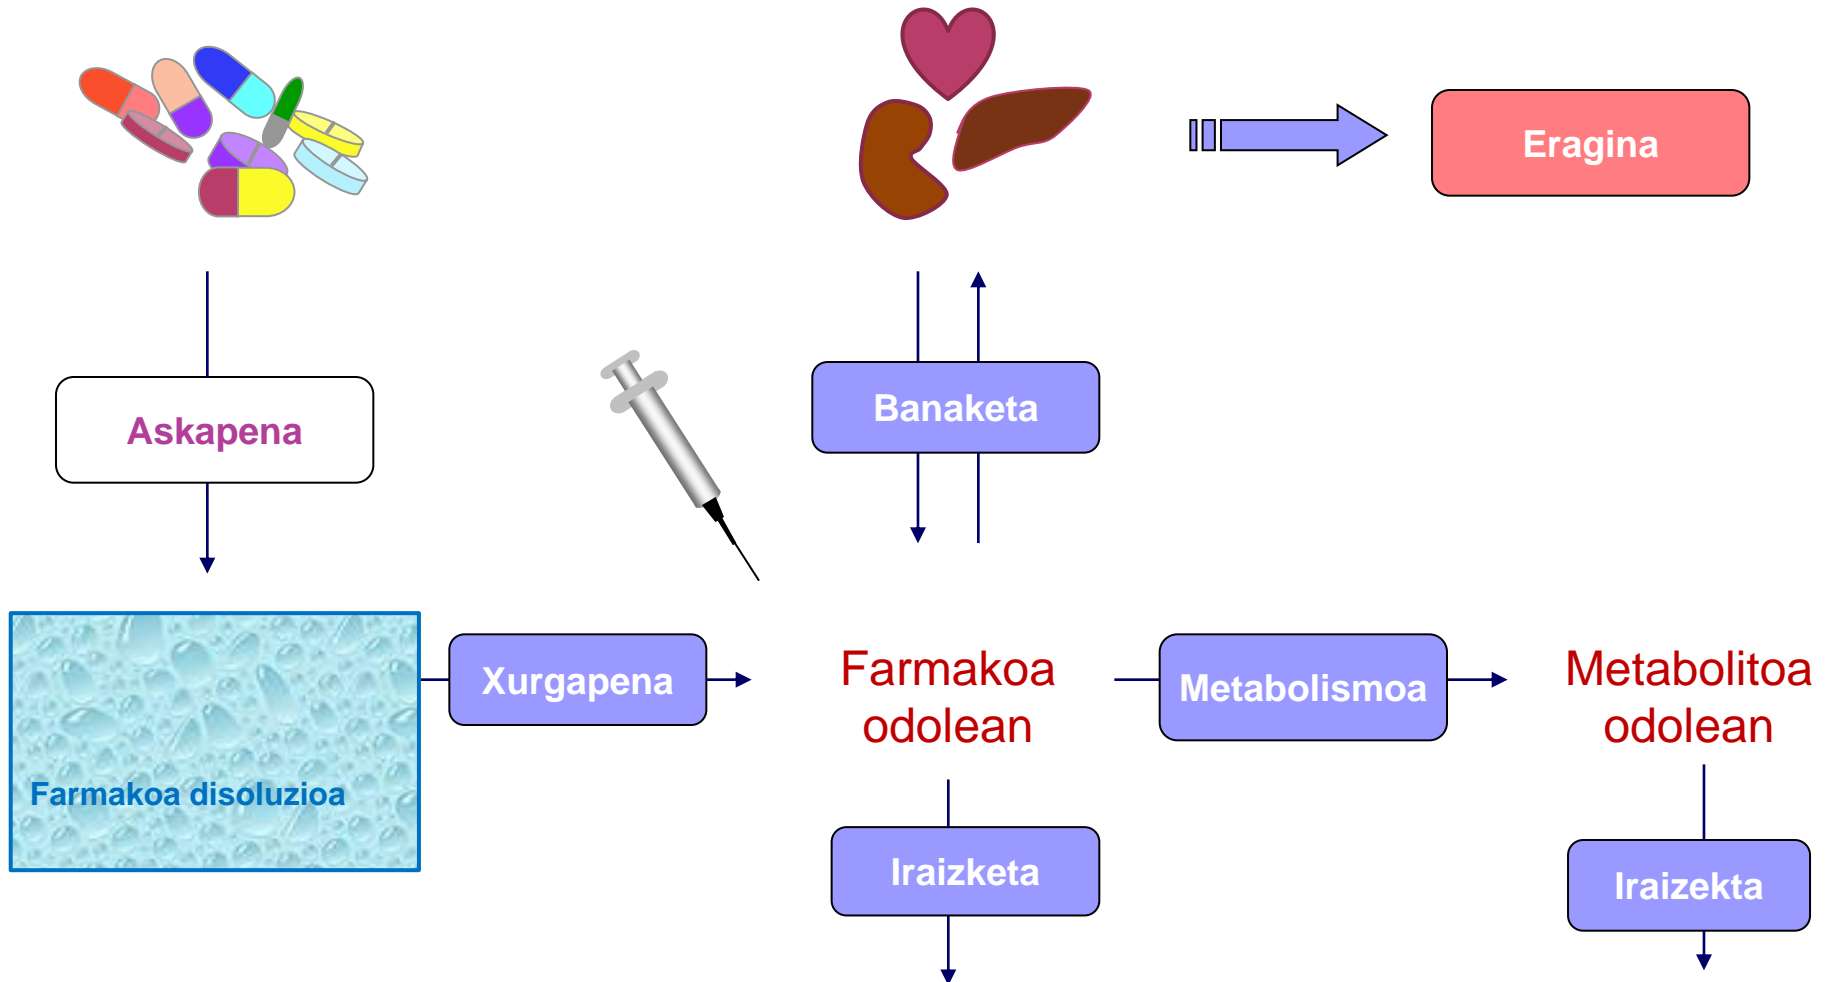 Eragina
Banaketa
Askapena
Xurgapena
Farmakoa
odolean
Metabolismoa
Metabolitoa
odolean
Farmakoa disoluzioa
Iraizketa
Iraizekta